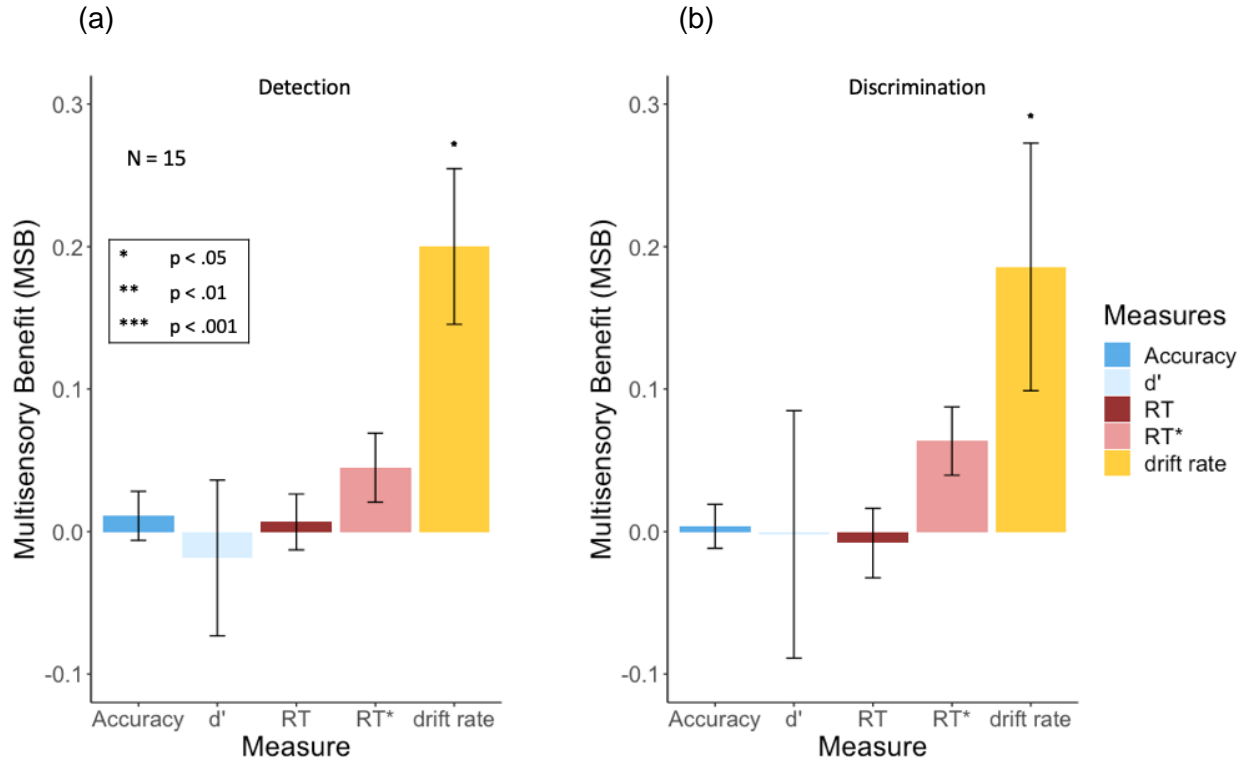 (a)
Detection
0.3
0.2
0.1
0.0
-0.1
Multisensory Benefit (MSB)
N = 15
* p < .05
** p < .01
*** p < .001
*
Accuracy d' RT RT* drift rate
Measure
(b)
Discrimination
0.3
0.2
0.1
0.0
-0.1
Multisensory Benefit (MSB)
*
Accuracy d' RT RT* drift rate
Measure
Measures
Accuracy
d'
RT
RT*
drift rate